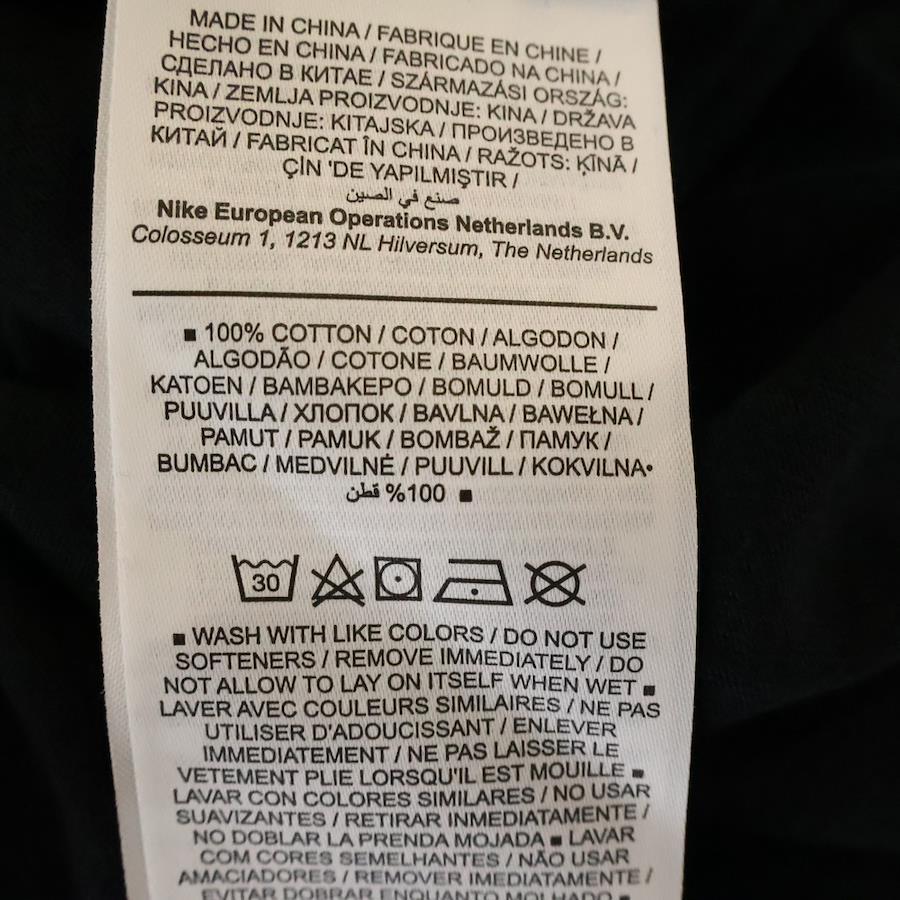 MADE IN CHINA / FABRIQUE EN CHINE /
HECHO EN CHINA / FABRICADO NA CHINA /
СДЕЛАНО В КИТАЕ / SZÁRMAZÁSI ORSZÁG:
KINA / ZEMLJA PROIZVODNJE: KINA / DRŽAVA
PROIZVODNJE: KITAJSKA / ПРОИЗВЕДЕНО В
КИТАЙ / FABRICAT ÎN CHINA / RAŽOTS: ĶĪNĀ /
ÇİN 'DE YAPILMIŞTIR /
صنع في الصين
Nike European Operations Netherlands B.V.
Colosseum 1, 1213 NL Hilversum, The Netherlands
■ 100% COTTON / COTON / ALGODON /
ALGODÃO / COTONE / BAUMWOLLE /
KATOEN / ΒΑΜΒΑΚΕΡΟ / BOMULD / BOMULL /
PUUVILLA / ХЛОПОК / BAVLNA / BAWEŁNA /
PAMUT / PAMUK / BOMBAŽ / ПАМУК /
BUMBAC / MEDVILNĖ / PUUVILL / KOKVILNA•
■ 100% قطن
30
■ WASH WITH LIKE COLORS / DO NOT USE
SOFTENERS / REMOVE IMMEDIATELY / DO
NOT ALLOW TO LAY ON ITSELF WHEN WET ■
LAVER AVEC COULEURS SIMILAIRES / NE PAS
UTILISER D'ADOUCISSANT / ENLEVER
IMMEDIATEMENT / NE PAS LAISSER LE
VETEMENT PLIE LORSQU'IL EST MOUILLE ■
LAVAR CON COLORES SIMILARES / NO USAR
SUAVIZANTES / RETIRAR INMEDIATAMENTE /
NO DOBLAR LA PRENDA MOJADA ■ LAVAR
COM CORES SEMELHANTES / NÃO USAR
AMACIADORES / REMOVER IMEDIATAMENTE /
EVITAR DOBRAR ENQUANTO MOLHADO ■